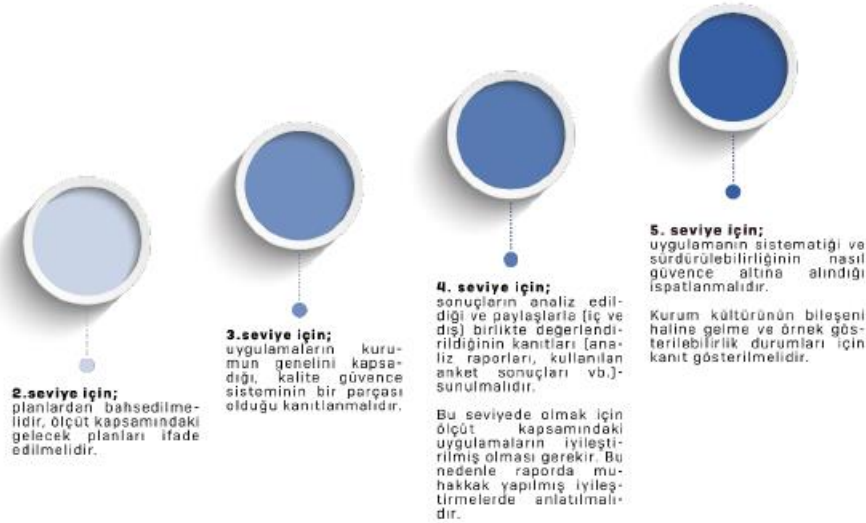 2.seviye için;
planlardan bahsedilme-
lidir, ölçüt kapsamındaki
gelecek planları ifade
edilmelidir.
3.seviye için;
uygulamaların kuru-
mun genelini kapsa-
dığı, kalite güvence
sisteminin bir parçası
olduğu kanıtlanmalıdır.
4. seviye için;
sonuçların analiz edil-
diği ve paylaşlarla (iç ve
dış) birlikte değerlendi-
rildiğinin kanıtları (ana-
liz raporları, kullanılan
anket sonuçları vb.)-
sunulmalıdır.
Bu seviyede olmak için
ölçüt kapsamındaki
uygulamaların iyileşti-
rilmiş olması gerekir. Bu
nedenle raporda mu-
hakkak yapılmış iyileş-
tirmelerde anlatılmalı-
dır.
5. seviye için;
uygulamanın sistematiği ve
sürdürülebilirliğinin nasıl
güvence altına alındığı
ispatlanmalıdır.
Kurum kültürünün bileşeni
haline gelme ve örnek gös-
terilebilirlik durumları için
kanıt gösterilmelidir.